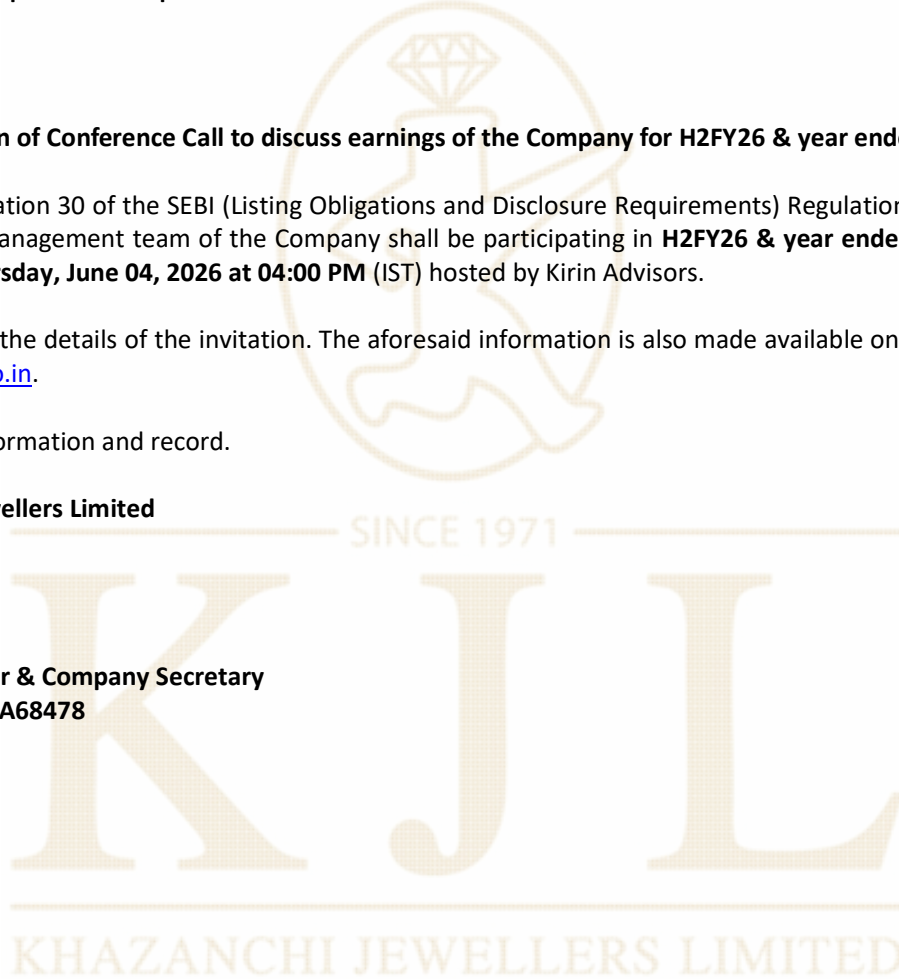 n of Conference Call to discuss earnings of the Company for H2FY26 & year end
ation 30 of the SEBI (Listing Obligations and Disclosure Requirements) Regulation
anagement team of the Company shall be participating in H2FY26 & year ende
rsday, June 04, 2026 at 04:00 PM (IST) hosted by Kirin Advisors.
the details of the invitation. The aforesaid information is also made available on
o.in.
ormation and record.
vellers Limited
SINCE 1971
KJL
r & Company Secretary
A68478
KHAZANCHI JEWELLERS LIMITED